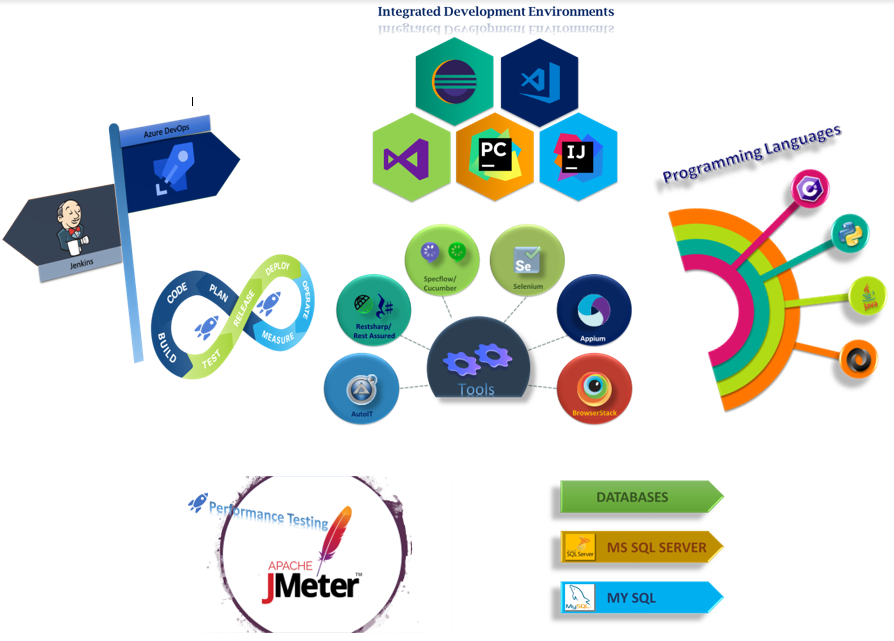 Integrated Development Environments
Azure DevOps
Jenkins
PC
IJ
Programming Languages
Java
CODE
PLAN
RELEASE
DEPLOY
OPERATE
MEASURE
TEST
BUILD
Specflow/
Cucumber
Se
Selenium
Restsharp/
Rest Assured
Appium
AutoIT
BrowserStack
Tools
Performance Testing
APACHE
JMeter™
DATABASES
SQL Server
MS SQL SERVER
MySQL
MY SQL